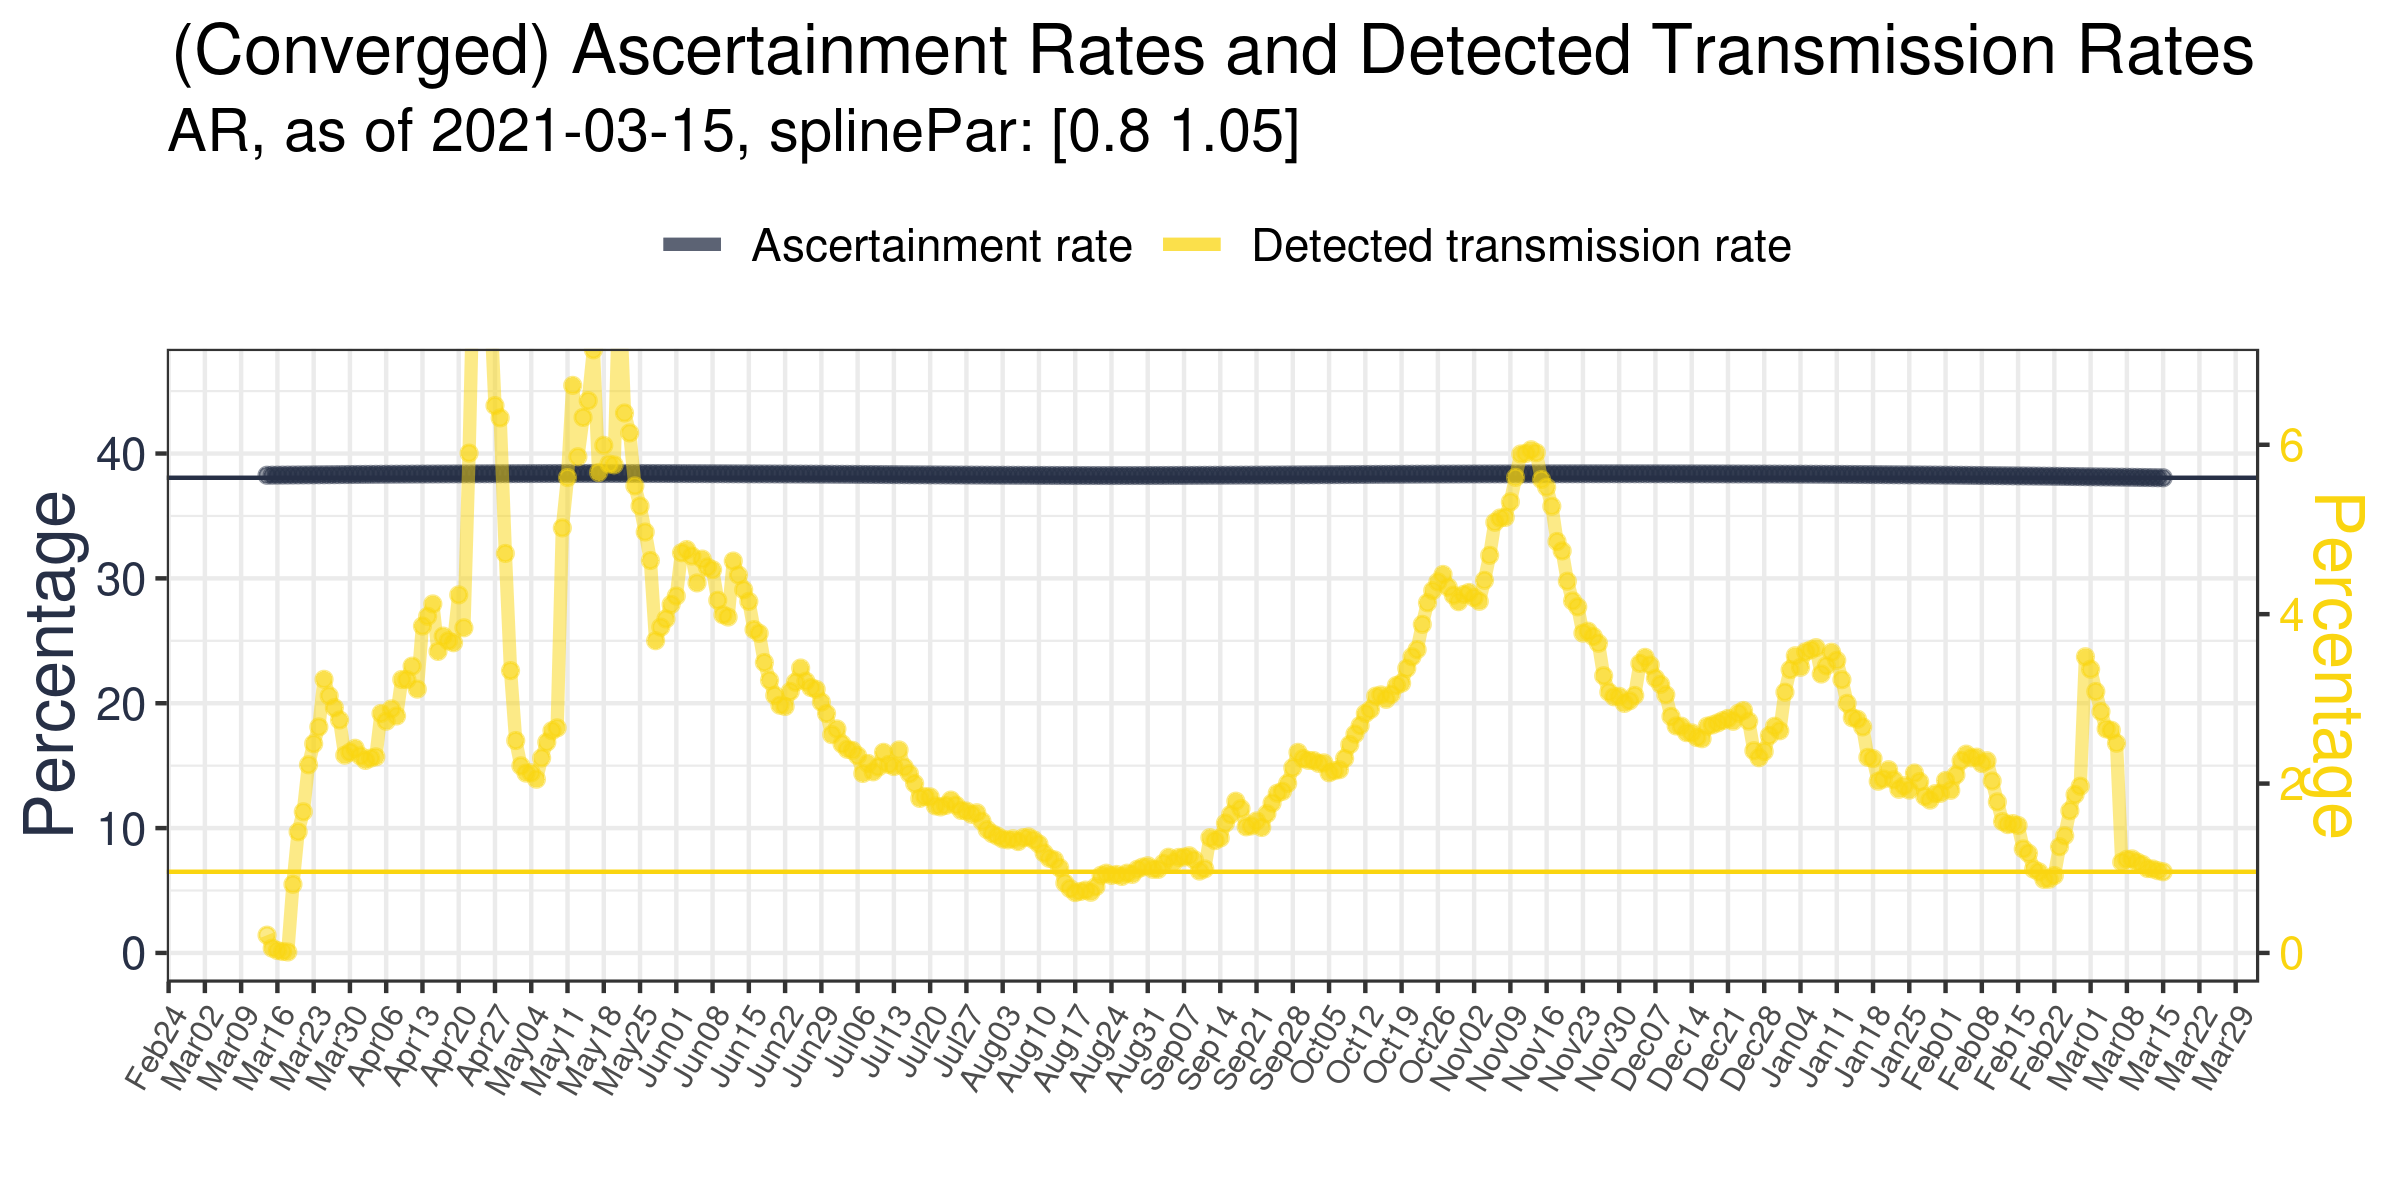 (Converged) Ascertainment Rates and Detected Transmission Rates
AR, as of 2021-03-15, splinePar: [0.8 1.05]
Ascertainment rate Detected transmission rate
Percentage
40
30
20
10
0
6
4
2
0
Percentage
Feb24 Mar02 Mar09 Mar16 Mar23 Mar30 Apr06 Apr13 Apr20 Apr27 May04 May11 May18 May25 Jun01 Jun08 Jun15 Jun22 Jun29 Jul06 Jul13 Jul20 Jul27 Aug03 Aug10 Aug17 Aug24 Aug31 Sep07 Sep14 Sep21 Sep28 Oct05 Oct12 Oct19 Oct26 Nov02 Nov09 Nov16 Nov23 Nov30 Dec07 Dec14 Dec21 Dec28 Jan04 Jan11 Jan18 Jan25 Feb01 Feb08 Feb15 Feb22 Mar01 Mar08 Mar15 Mar22 Mar29